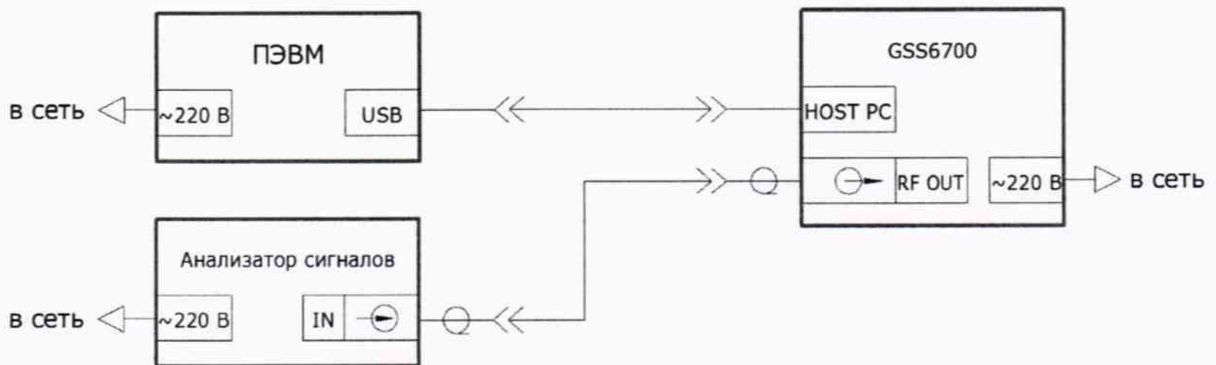 ПЭВМ
GSS6700
в сеть
~220 В
USB
HOST PC
RF OUT
~220 В
в сеть
Анализатор сигналов
в сеть
~220 В
IN